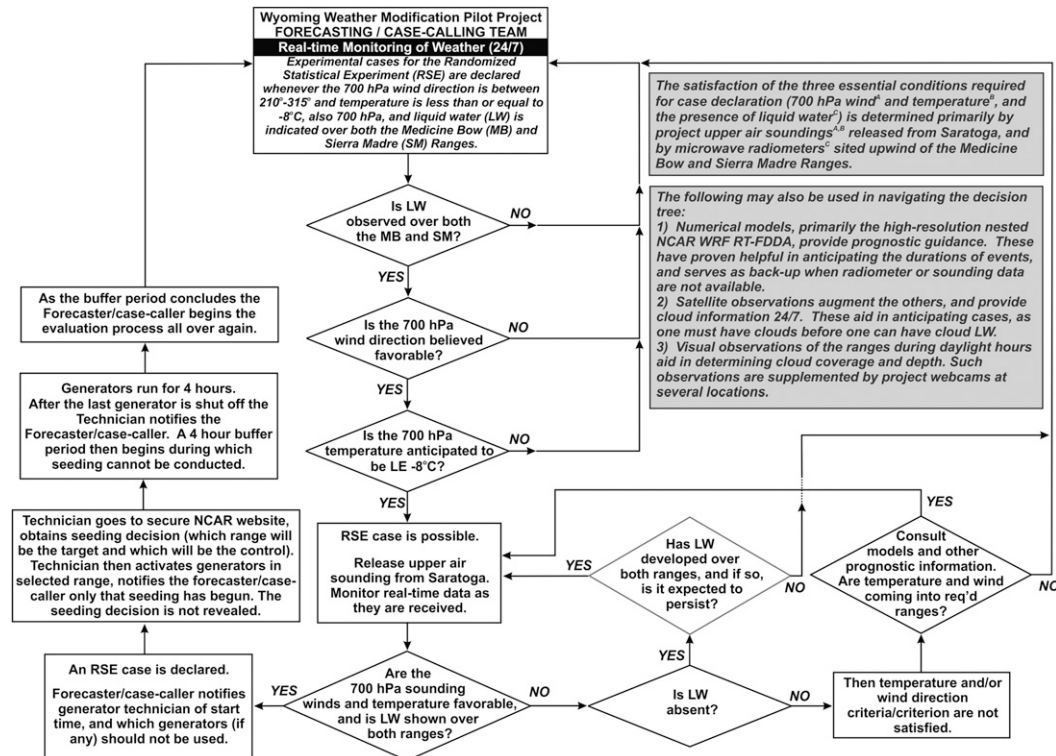 Wyoming Weather Modification Pilot Project
FORECASTING / CASE-CALLING TEAM
Real-time Monitoring of Weather (24/7)
Experimental cases for the Randomized
Statistical Experiment (RSE) are declared
whenever the 700 hPa wind direction is between
210°-315° and temperature is less than or equal to
-8°C, also 700 hPa, and liquid water (LW) is
indicated over both the Medicine Bow (MB) and
Sierra Madre (SM) Ranges.
The satisfaction of the three essential conditions required
for case declaration (700 hPa wind^A and temperature^B, and
the presence of liquid water^C) is determined primarily by
project upper air soundings^A,B released from Saratoga, and
by microwave radiometers^C sited upwind of the Medicine
Bow and Sierra Madre Ranges.
Is LW
observed over both
the MB and SM?
NO
YES
The following may also be used in navigating the decision
tree:
1) Numerical models, primarily the high-resolution nested
NCAR WRF RT-FDDA, provide prognostic guidance. These
have proven helpful in anticipating the durations of events,
and serves as back-up when radiometer or sounding data
are not available.
2) Satellite observations augment the others, and provide
cloud information 24/7. These aid in anticipating cases, as
one must have clouds before one can have cloud LW.
3) Visual observations of the ranges during daylight hours
aid in determining cloud coverage and depth. Such
observations are supplemented by project webcams at
several locations.
As the buffer period concludes the
Forecaster/case-caller begins the
evaluation process all over again.
Is the 700 hPa
wind direction believed
favorable?
NO
YES
Generators run for 4 hours.
After the last generator is shut off the
Technician notifies the
Forecaster/case-caller. A 4 hour buffer
period then begins during which
seeding cannot be conducted.
Is the 700 hPa
temperature anticipated to
be LE -8°C?
NO
YES
Technician goes to secure NCAR website,
obtains seeding decision (which range will
be the target and which will be the control).
Technician then activates generators in
selected range, notifies the forecaster/case-
caller only that seeding has begun. The
seeding decision is not revealed.
RSE case is possible.
Release upper air
sounding from Saratoga.
Monitor real-time data as
they are received.
YES
Has LW
developed over
both ranges, and if so,
is it expected to
persist?
NO
YES
Consult
models and other
prognostic information.
Are temperature and wind
coming into req'd
ranges?
NO
An RSE case is declared.
Forecaster/case-caller notifies
generator technician of start
time, and which generators (if
any) should not be used.
YES
Are the
700 hPa sounding
winds and temperature favorable,
and is LW shown over
both ranges?
NO
YES
Is LW
absent?
NO
Then temperature and/or
wind direction
criteria/criterion are not
satisfied.